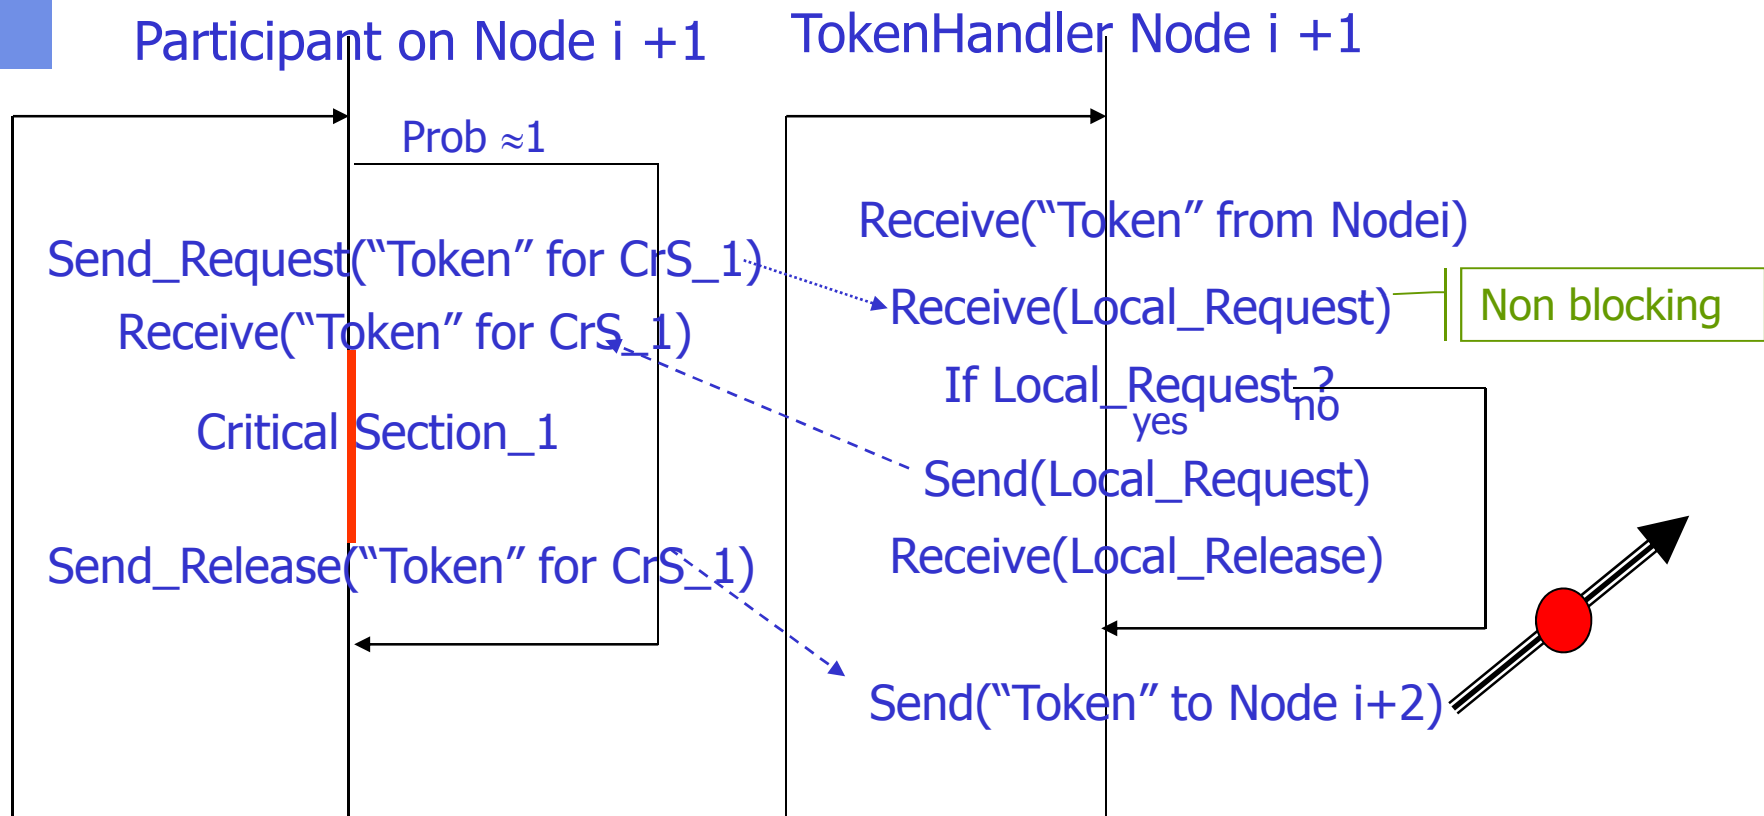 Participant on Node i +1
TokenHandler Node i +1
Prob ≈1
Send_Request(“Token” for CrS_1)
Receive(“Token” for CrS_1)
Critical Section_1
Send_Release(“Token” for CrS_1)
Receive(“Token” from Nodei)
Receive(Local_Request)
Non blocking
If Local_Request ?
yes
no
Send(Local_Request)
Receive(Local_Release)
Send(“Token” to Node i+2)